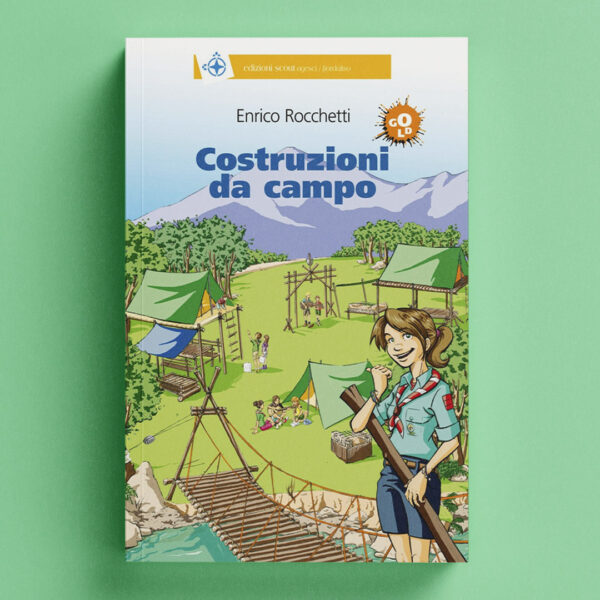 edizioni scout agesci / fiordaliso
Enrico Rocchetti
GOLD
Costruzioni
da campo